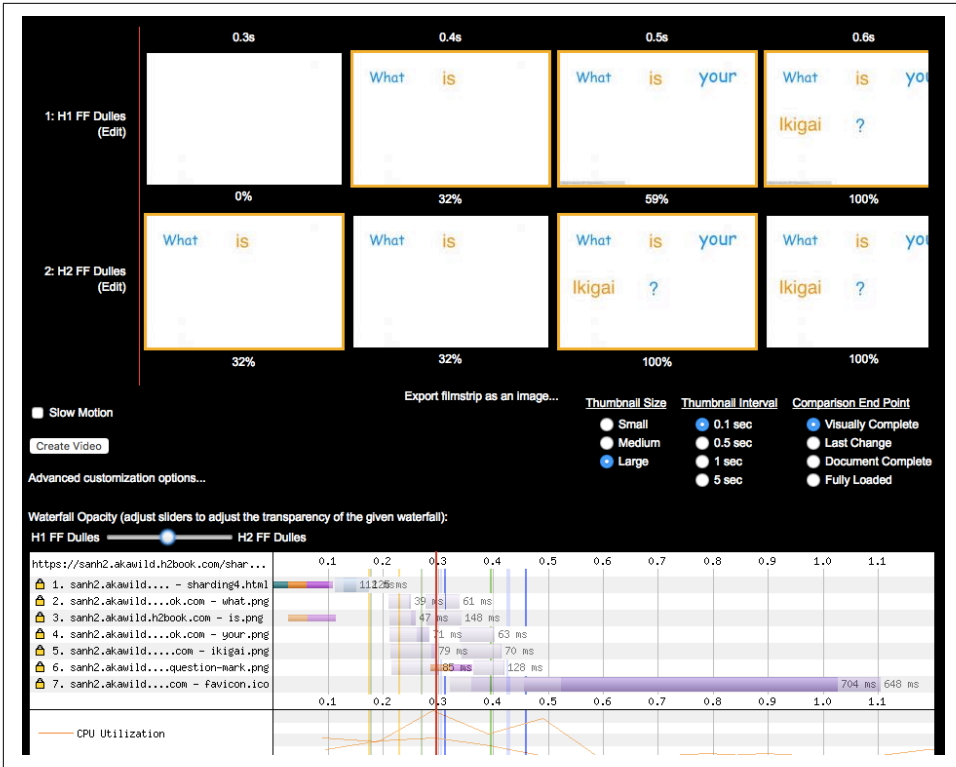 0.3s 0.4s 0.5s 0.6s
What is What is your What is you
1: H1 FF Dulles
(Edit)
Ikigai ?
0% 32% 59% 100%
What is What is What is your What is you
2: H2 FF Dulles
(Edit)
Ikigai ? Ikigai ?
32% 32% 100% 100%
Export filmstrip as an image...
Thumbnail Size Thumbnail Interval Comparison End Point
Slow Motion
Small 0.1 sec Visually Complete
Medium 0.5 sec Last Change
Create Video
Large 1 sec Document Complete
5 sec Fully Loaded
Advanced customization options...
Waterfall Opacity (adjust sliders to adjust the transparency of the given waterfall):
H1 FF Dulles H2 FF Dulles
https://sanh2.akawild.h2book.com/shar... 0.1 0.2 0.3 0.4 0.5 0.6 0.7 0.8 0.9 1.0 1.1
1. sanh2.akawild.... - sharding4.html ms
2. sanh2.akawild....ok.com - what.png 39 ms 61 ms
3. sanh2.akawild.h2book.com - is.png 47 ms 148 ms
4. sanh2.akawild....ok.com - your.png 71 ms 63 ms
5. sanh2.akawild.....com - ikigai.png 79 ms 70 ms
6. sanh2.akawild....question-mark.png 85 ms 128 ms
7. sanh2.akawild....com - favicon.ico 704 ms 648 ms
0.1 0.2 0.3 0.4 0.5 0.6 0.7 0.8 0.9 1.0 1.1
CPU Utilization